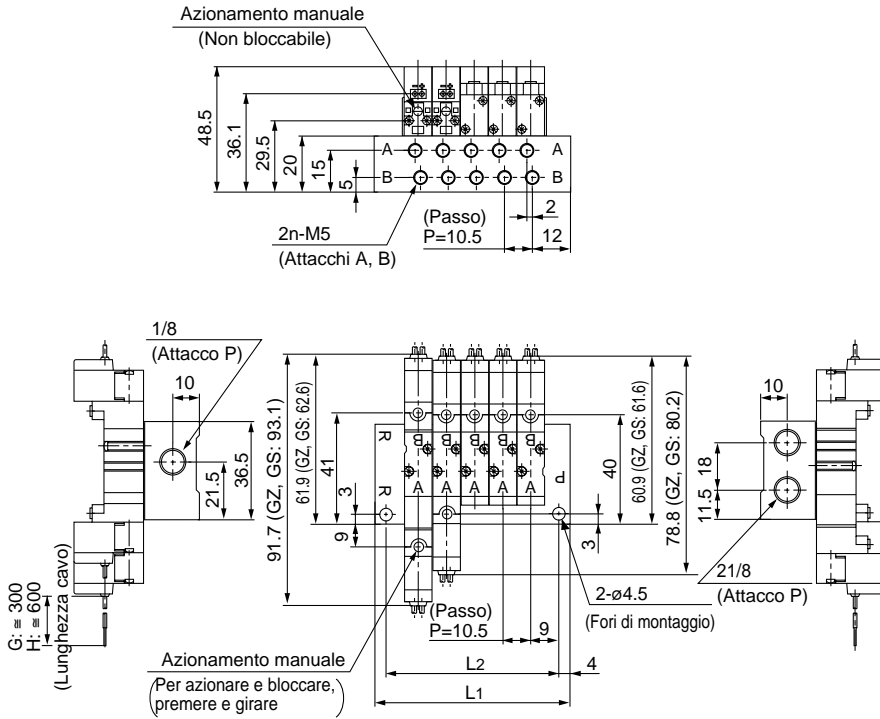 Azionamento manuale
(Non bloccabile)
48.5
36.1
29.5
20
15
5
A
A
B
B
2
(Passo)
P=10.5
12
2n-M5
(Attacchi A, B)
1/8
(Attacco P)
10
21.5
36.5
G: ≅ 300
H: ≅ 600
(Lunghezza cavo)
91.7 (GZ, GS: 93.1)
61.9 (GZ, GS: 62.6)
41
3
9
R
R
B
B
B
B
A
A
A
A
A
P
40
3
60.9 (GZ, GS: 61.6)
78.8 (GZ, GS: 80.2)
10
18
11.5
21/8
(Attacco P)
2-ø4.5
(Fori di montaggio)
(Passo)
P=10.5
9
Azionamento manuale
(Per azionare e bloccare,
premere e girare)
L2
4
L1